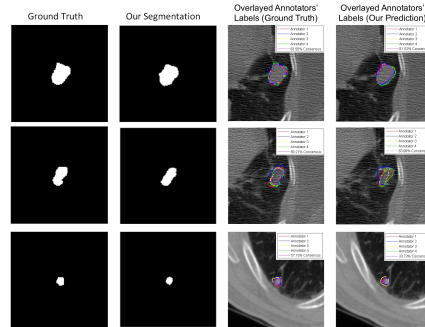 Ground Truth
Our Segmentation
Overlayed Annotators'
Labels (Ground Truth)
Overlayed Annotators'
Labels (Our Prediction)
Annotator 1
Annotator 2
Annotator 3
Annotator 4
Annotator 1
Annotator 2
Annotator 3
Annotator 4
Annotator 1
Annotator 2
Annotator 3
Annotator 4
Annotator 1
Annotator 2
Annotator 3
Annotator 4
Annotator 1
Annotator 2
Annotator 3
Annotator 4
Annotator 1
Annotator 2
Annotator 3
Annotator 4